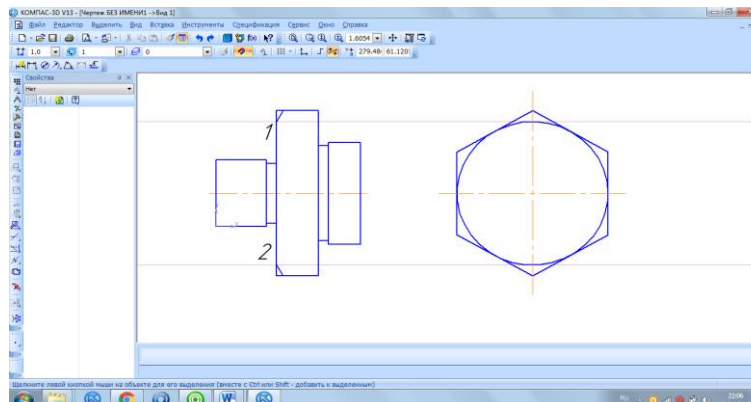 КОМПАС-3D V13 - [Чертеж БЕЗ ИМЕНИ1 ->Вид 1]
Файл Редактор Выделить Вид Вставка Инструменты Спецификация Сервис Окно Справка
1.6054
1.0 1 0 279.48 61.120
Свойства
Нет
1
2
Щелкните левой кнопкой мыши на объекте для его выделения (вместе с Ctrl или Shift - добавить к выделенным)
RU 22:06